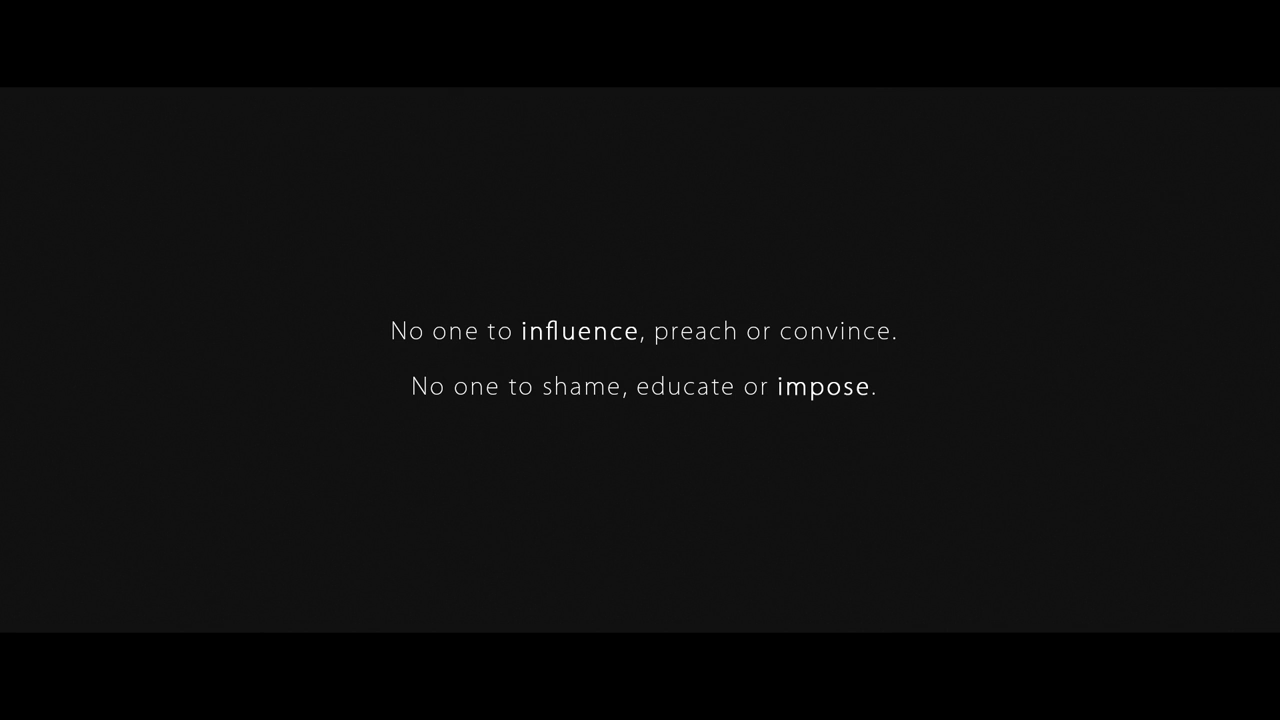 No one to influence, preach or convince.
No one to shame, educate or impose.